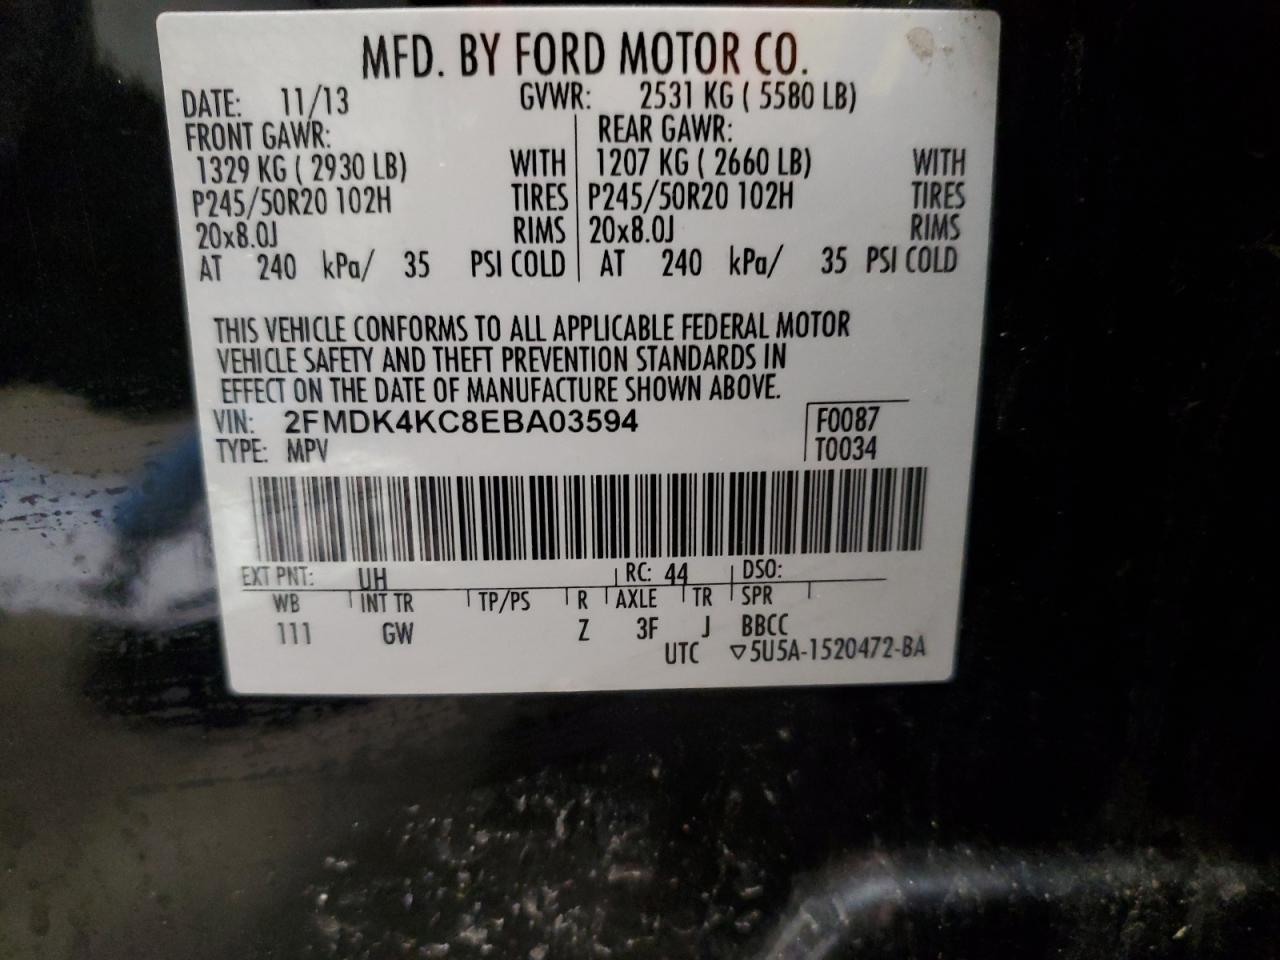 MFD. BY FORD MOTOR CO.
DATE: 11/13 GVWR: 2531 KG ( 5580 LB)
FRONT GAWR: REAR GAWR:
1329 KG ( 2930 LB) WITH 1207 KG ( 2660 LB) WITH
P245/50R20 102H TIRES P245/50R20 102H TIRES
20x8.0J RIMS 20x8.0J RIMS
AT 240 kPa/ 35 PSI COLD AT 240 kPa/ 35 PSI COLD
THIS VEHICLE CONFORMS TO ALL APPLICABLE FEDERAL MOTOR
VEHICLE SAFETY AND THEFT PREVENTION STANDARDS IN
EFFECT ON THE DATE OF MANUFACTURE SHOWN ABOVE.
VIN: 2FMDK4KC8EBA03594 F0087
TYPE: MPV T0034
EXT PNT: UH RC: 44 DSO:
WB INT TR TP/PS R AXLE TR SPR
111 GW Z 3F J BBCC
UTC ▽5U5A-1520472-BA